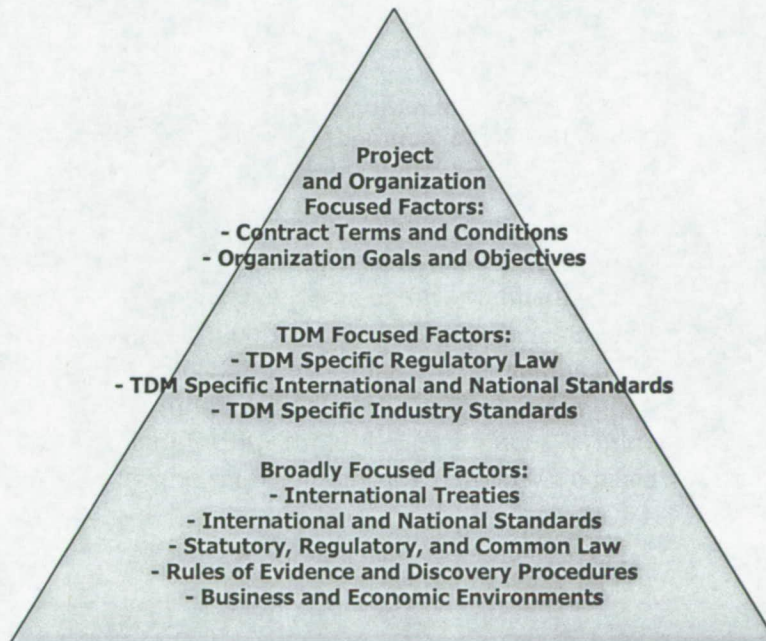 Project
and Organization
Focused Factors:
- Contract Terms and Conditions
- Organization Goals and Objectives
TDM Focused Factors:
- TDM Specific Regulatory Law
- TDM Specific International and National Standards
- TDM Specific Industry Standards
Broadly Focused Factors:
- International Treaties
- International and National Standards
- Statutory, Regulatory, and Common Law
- Rules of Evidence and Discovery Procedures
- Business and Economic Environments